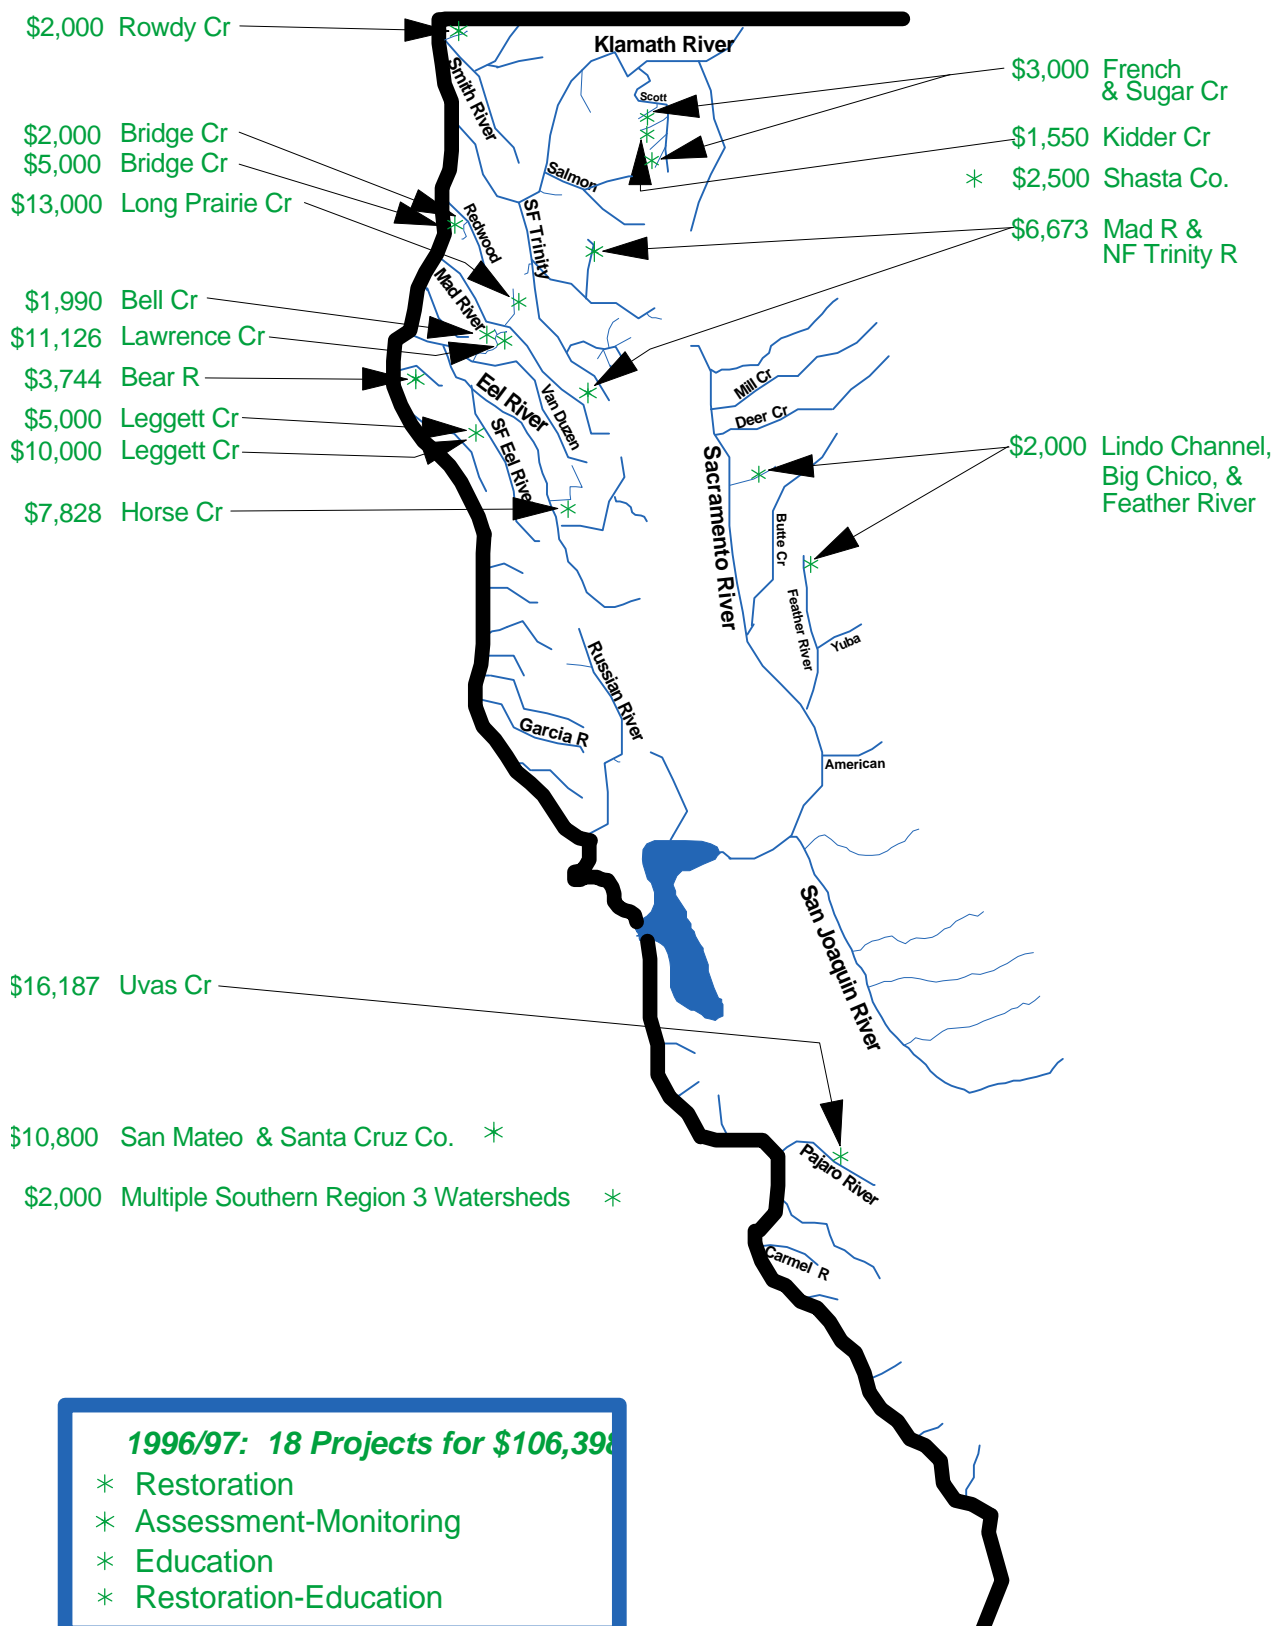 $2,000 Rowdy Cr
Klamath River
Smith River
Scott
$3,000 French
& Sugar Cr
$2,000 Bridge Cr
$5,000 Bridge Cr
$1,550 Kidder Cr
Salmon
* $2,500 Shasta Co.
$13,000 Long Prairie Cr
Redwood
SF Trinity
$6,673 Mad R &
NF Trinity R
Mad River
$1,990 Bell Cr
$11,126 Lawrence Cr
$3,744 Bear R
Eel River
Van Duzen
Mill Cr
Deer Cr
$5,000 Leggett Cr
$10,000 Leggett Cr
SF Eel River
Sacramento River
$2,000 Lindo Channel,
Big Chico, &
Feather River
$7,828 Horse Cr
Butte Cr
Feather River
Yuba
Russian River
Garcia R
American
San Joaquin River
$16,187 Uvas Cr
$10,800 San Mateo & Santa Cruz Co. *
Pajaro River
$2,000 Multiple Southern Region 3 Watersheds *
Carmel R
1996/97: 18 Projects for $106,398
* Restoration
* Assessment-Monitoring
* Education
* Restoration-Education